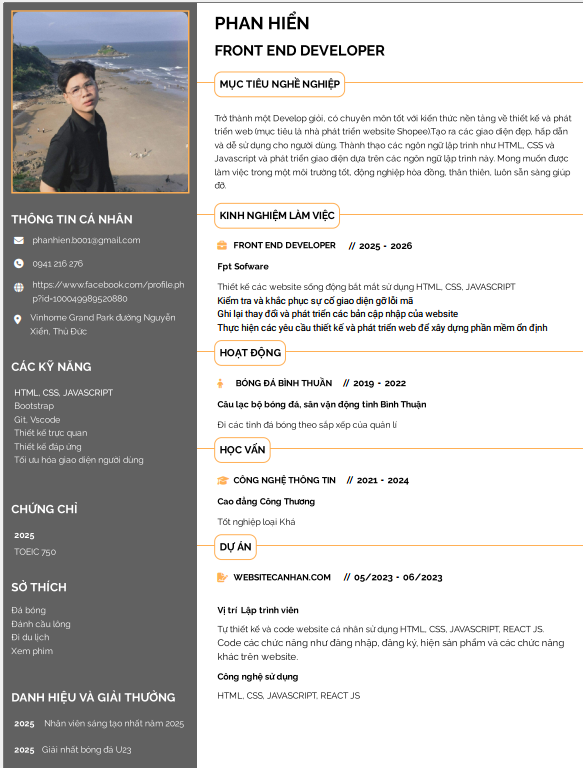 PHAN HIỂN
FRONT END DEVELOPER
MỤC TIÊU NGHỀ NGHIỆP
Trở thành một Develop giỏi, có chuyên môn tốt với kiến thức nền tảng về thiết kế và phát
triển web (mục tiêu là nhà phát triển website Shopee).Tạo ra các giao diện đẹp, hấp dẫn
và dễ sử dụng cho người dùng. Thành thạo các ngôn ngữ lập trình như HTML, CSS và
Javascript và phát triển giao diện dựa trên các ngôn ngữ lập trình này. Mong muốn được
làm việc trong một môi trường tốt, động nghiệp hòa đồng, thân thiên, luôn sẵn sàng giúp
đỡ.
KINH NGHIỆM LÀM VIỆC
FRONT END DEVELOPER // 2025 - 2026
Fpt Sofware
Thiết kế các website sống động bắt mắt sử dụng HTML, CSS, JAVASCRIPT
Kiểm tra và khắc phục sự cố giao diện gỡ lỗi mã
Ghi lại thay đổi và phát triển các bản cập nhập của website
Thực hiện các yêu cầu thiết kế và phát triển web để xây dựng phần mềm ổn định
HOẠT ĐỘNG
BÓNG ĐÁ BÌNH THUẬN // 2019 - 2022
Câu lạc bộ bóng đá, sân vận động tỉnh Bình Thuận
Đi các tỉnh đá bóng theo sắp xếp của quản lí
HỌC VẤN
CÔNG NGHỆ THÔNG TIN // 2021 - 2024
Cao đẳng Công Thương
Tốt nghiệp loại Khá
DỰ ÁN
WEBSITECANHAN.COM // 05/2023 - 06/2023
Vị trí Lập trình viên
Tự thiết kế và code website cá nhân sử dụng HTML, CSS, JAVASCRIPT, REACT JS.
Code các chức năng như đăng nhập, đăng ký, hiện sản phẩm và các chức năng
khác trên website.
Công nghệ sử dụng
HTML, CSS, JAVASCRIPT, REACT JS
THÔNG TIN CÁ NHÂN
phanhien.b001@gmail.com
0941 216 276
https://www.facebook.com/profile.ph
p?id=100049989520880
Vinhome Grand Park đường Nguyễn
Xiển, Thủ Đức
CÁC KỸ NĂNG
HTML, CSS, JAVASCRIPT
Bootstrap
Git, Vscode
Thiết kế trực quan
Thiết kế đáp ứng
Tối ưu hóa giao diện người dùng
CHỨNG CHỈ
2025
TOEIC 750
SỞ THÍCH
Đá bóng
Đánh cầu lông
Đi du lịch
Xem phim
DANH HIỆU VÀ GIẢI THƯỞNG
2025 Nhân viên sáng tạo nhất năm 2025
2025 Giải nhất bóng đá U23